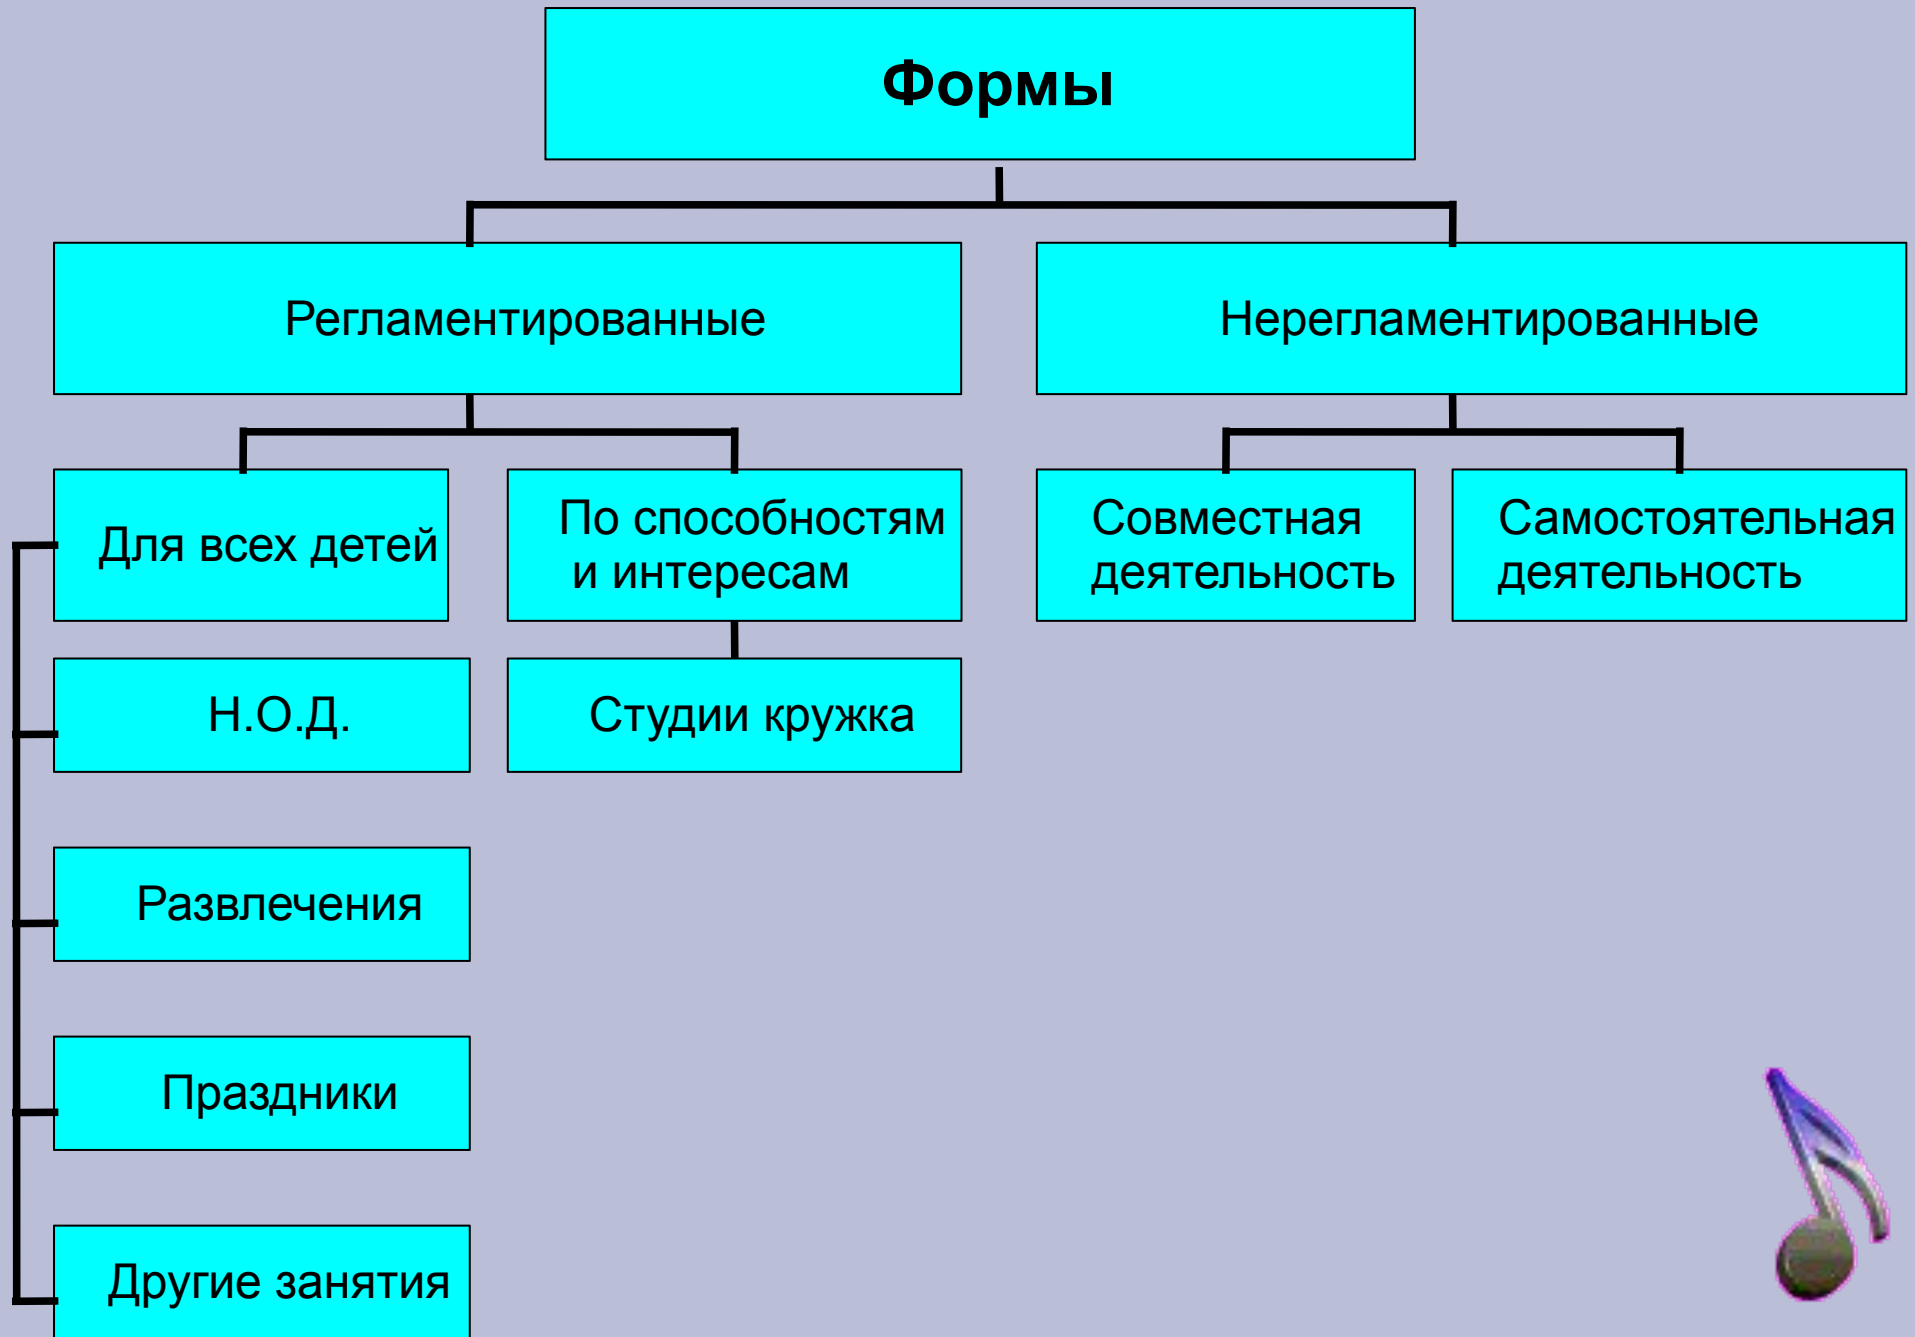 Формы
Регламентированные
Нерегламентированные
Для всех детей
По способностям
и интересам
Совместная
деятельность
Самостоятельная
деятельность
Н.О.Д.
Студии кружка
Развлечения
Праздники
Другие занятия